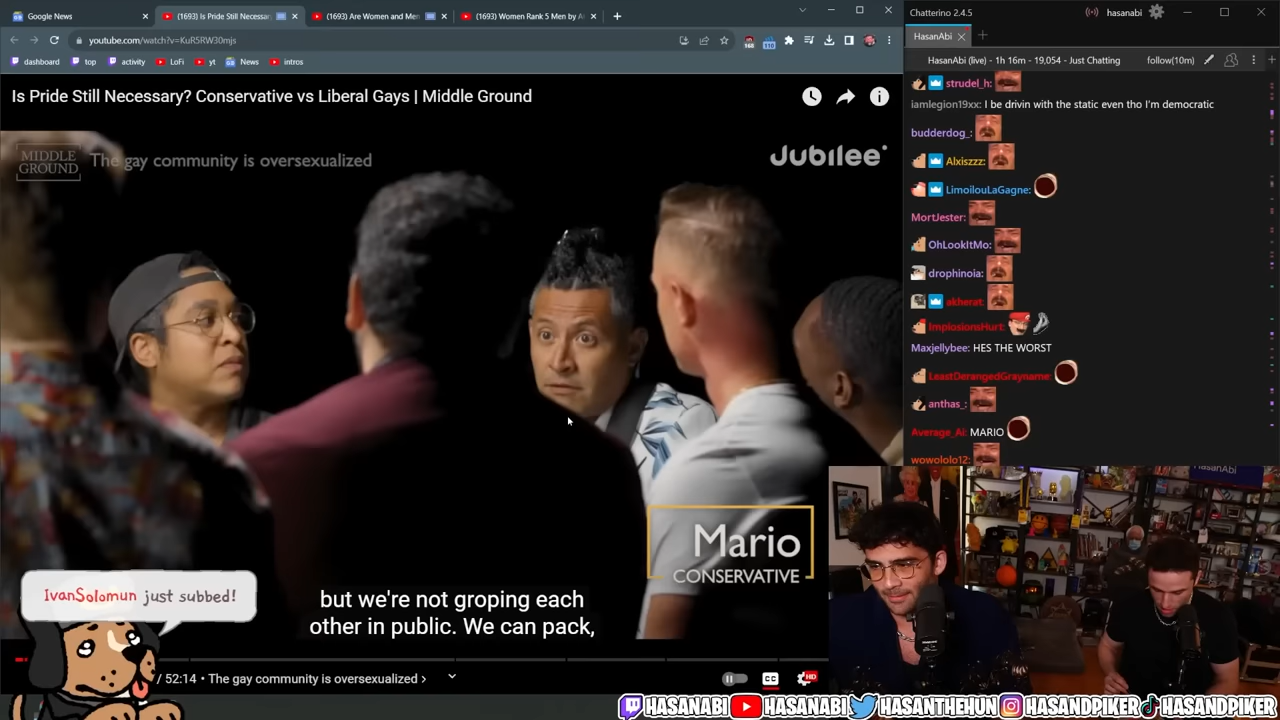 Google News
(1693) Is Pride Still Necessary
(1693) Are Women and Men
(1693) Women Rank 5 Men by A
youtube.com/watch?v=KuR5RW30mjs
dashboard
top
activity
LoFi
yt
News
intros
Is Pride Still Necessary? Conservative vs Liberal Gays | Middle Ground
MIDDLE
GROUND
The gay community is oversexualized
Jubilee
Mario
CONSERVATIVE
but we're not groping each
other in public. We can pack,
IvanSolomun just subbed!
/ 52:14 • The gay community is oversexualized ›
CC
HD
Chatterino 2.4.5
hasanabi
HasanAbi
HasanAbi (live) - 1h 16m - 19,054 - Just Chatting
follow(10m)
strudel_h:
iamlegion19xx: I be drivin with the static even tho I'm democratic
budderdog_:
Alxiszzz:
LimoilouLaGagne:
MortJester:
OhLookItMo:
drophinoia:
akherat:
ImplosionsHurt:
Maxjellybee: HES THE WORST
LeastDerangedGrayname:
anthas_:
Average_Ai: MARIO
wowololo12:
HASANABI
HASANABI
HASANTHEHUN
HASANDPIKER
HASANDPIKER